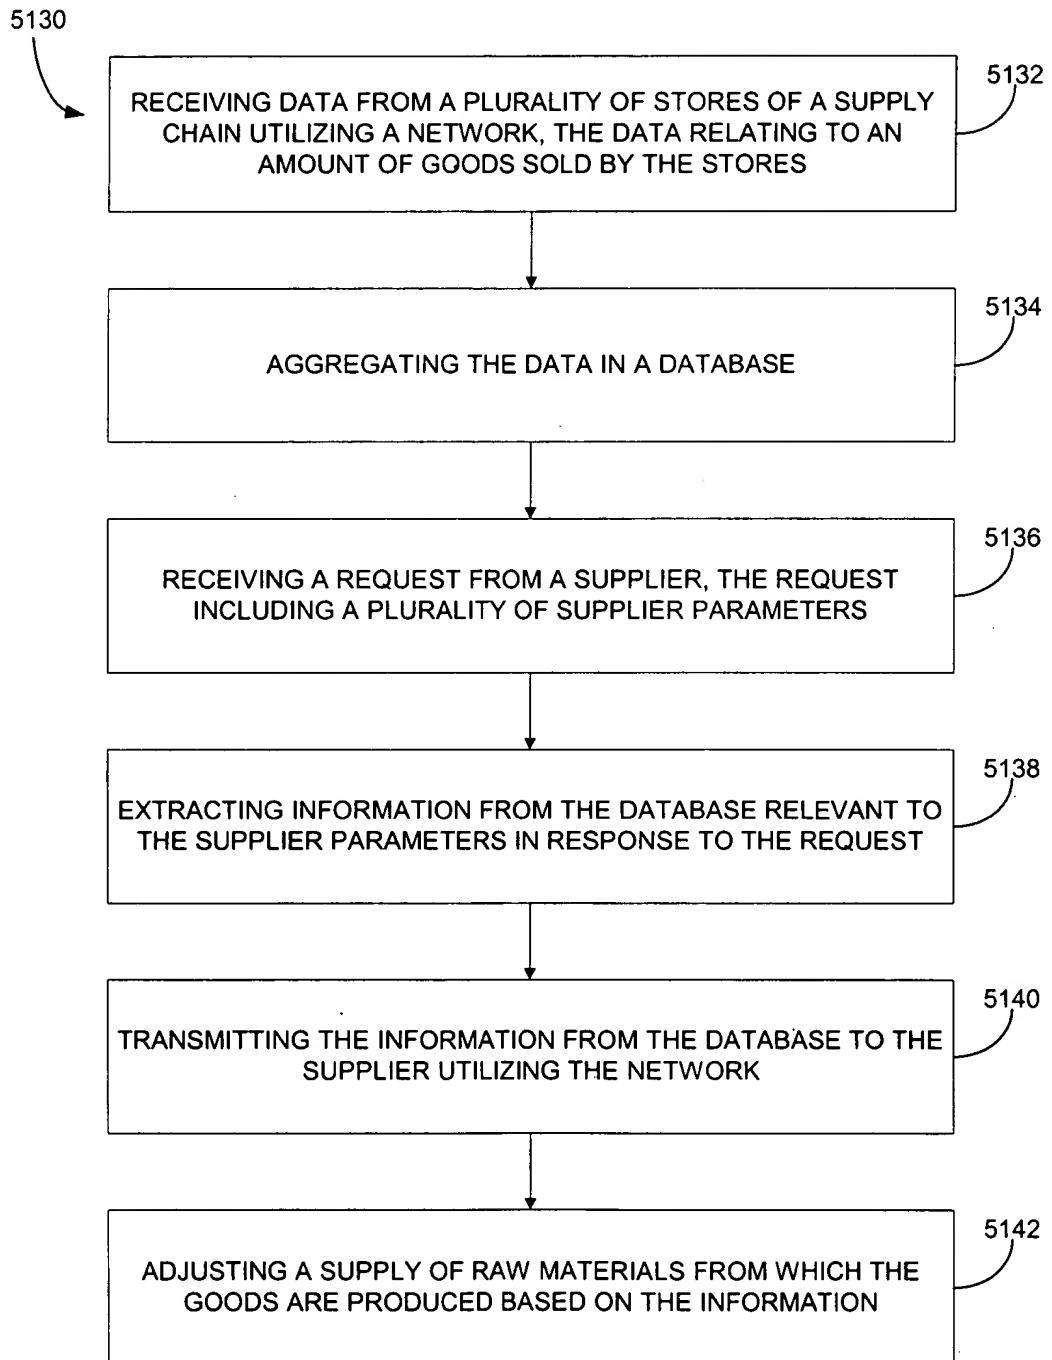 5130
5132
RECEIVING DATA FROM A PLURALITY OF STORES OF A SUPPLY
CHAIN UTILIZING A NETWORK, THE DATA RELATING TO AN
AMOUNT OF GOODS SOLD BY THE STORES
5134
AGGREGATING THE DATA IN A DATABASE
5136
RECEIVING A REQUEST FROM A SUPPLIER, THE REQUEST
INCLUDING A PLURALITY OF SUPPLIER PARAMETERS
5138
EXTRACTING INFORMATION FROM THE DATABASE RELEVANT TO
THE SUPPLIER PARAMETERS IN RESPONSE TO THE REQUEST
5140
TRANSMITTING THE INFORMATION FROM THE DATABASE TO THE
SUPPLIER UTILIZING THE NETWORK
5142
ADJUSTING A SUPPLY OF RAW MATERIALS FROM WHICH THE
GOODS ARE PRODUCED BASED ON THE INFORMATION